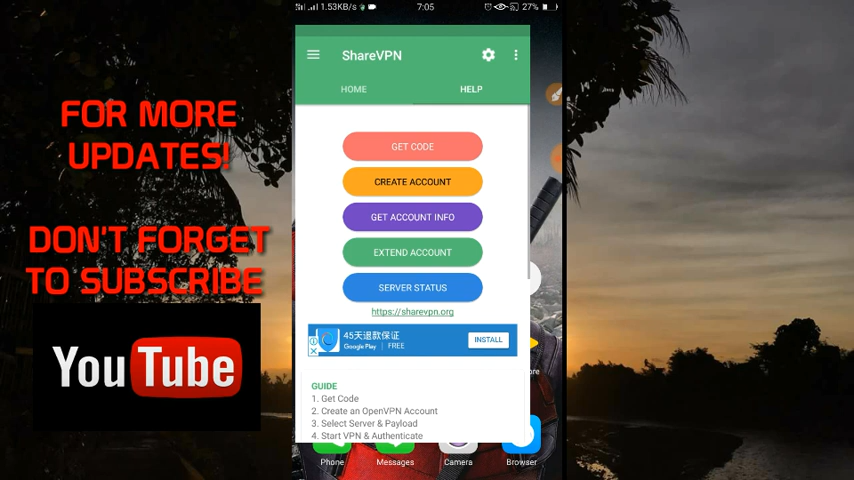 1.53KB/s
7:05
27%
ShareVPN
HOME
HELP
FOR MORE
UPDATES!
DON'T FORGET
TO SUBSCRIBE
YouTube
GET CODE
CREATE ACCOUNT
GET ACCOUNT INFO
EXTEND ACCOUNT
SERVER STATUS
https://sharevpn.org
45天退款保证
Google Play | FREE
INSTALL
GUIDE
1. Get Code
2. Create an OpenVPN Account
3. Select Server & Payload
4. Start VPN & Authenticate
ore
Phone
Messages
Camera
Browser